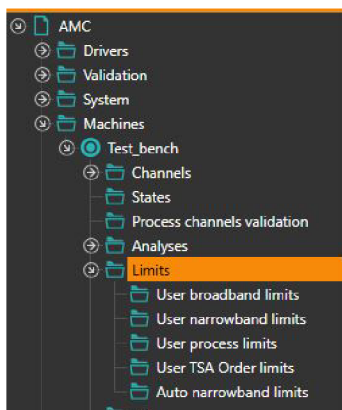 AMC
Drivers
Validation
System
Machines
Test_bench
Channels
States
Process channels validation
Analyses
Limits
User broadband limits
User narrowband limits
User process limits
User TSA Order limits
Auto narrowband limits